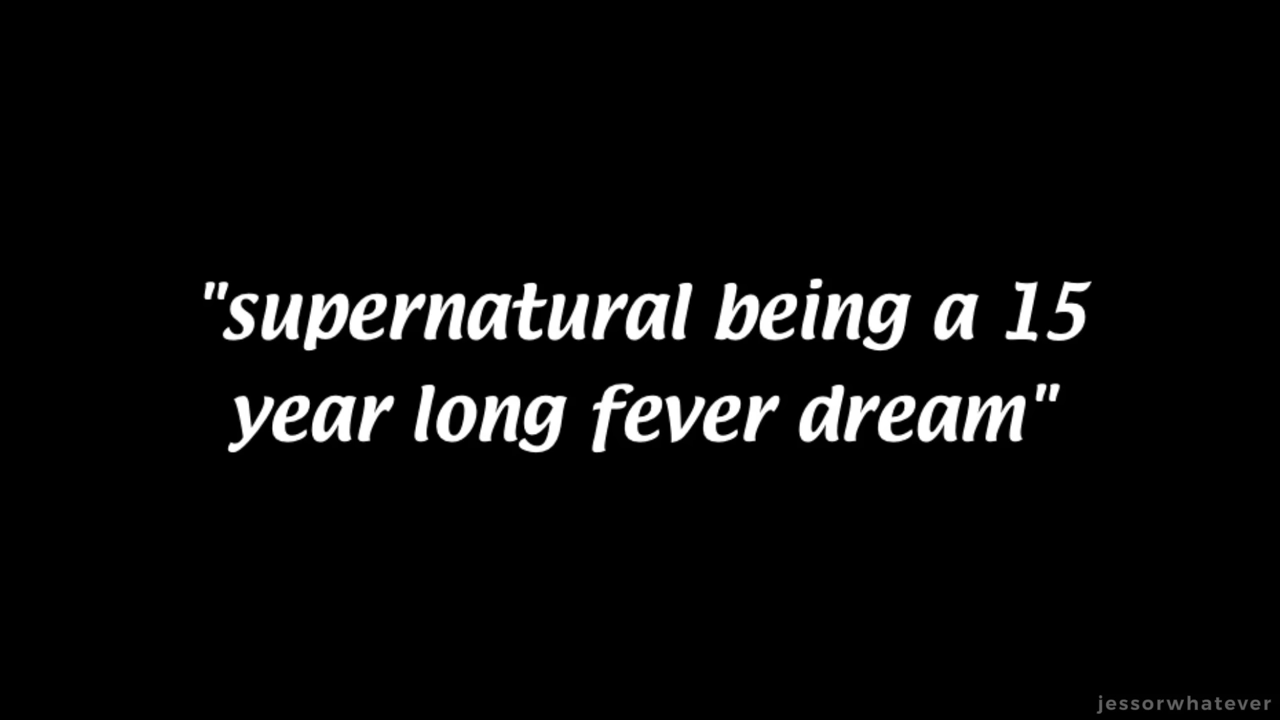 "supernatural being a 15
year long fever dream"
jessorwhatever